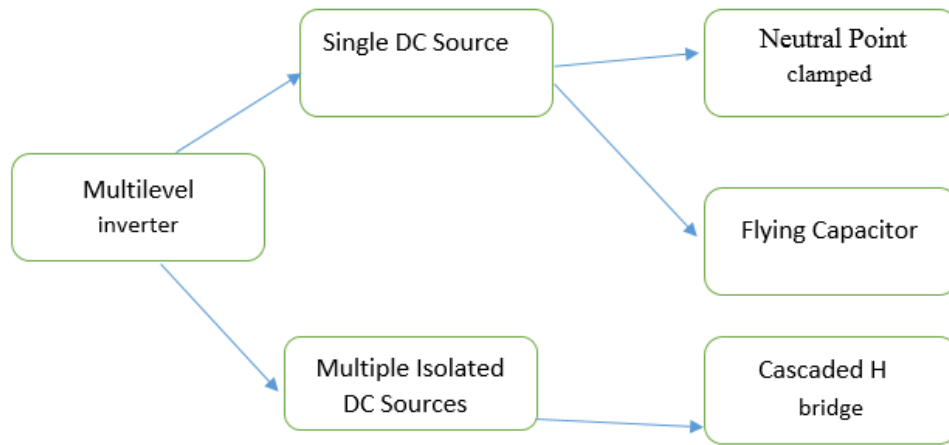 Single DC Source
Neutral Point
clamped
Multilevel
inverter
Flying Capacitor
Multiple Isolated
DC Sources
Cascaded H
bridge